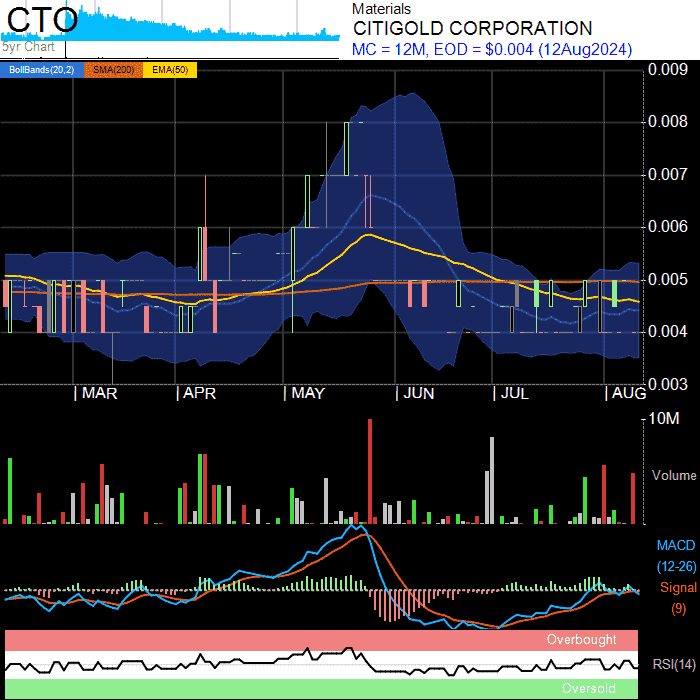 CTO
5yr Chart
Materials
CITIGOLD CORPORATION
MC = 12M, EOD = $0.004 (12Aug2024)
BollBands(20,2) SMA(200) EMA(50)
0.009
0.008
0.007
0.006
0.005
0.004
0.003
MAR APR MAY JUN JUL AUG
10M
Volume
MACD
(12-26)
Signal
(9)
Overbought
RSI(14)
Oversold